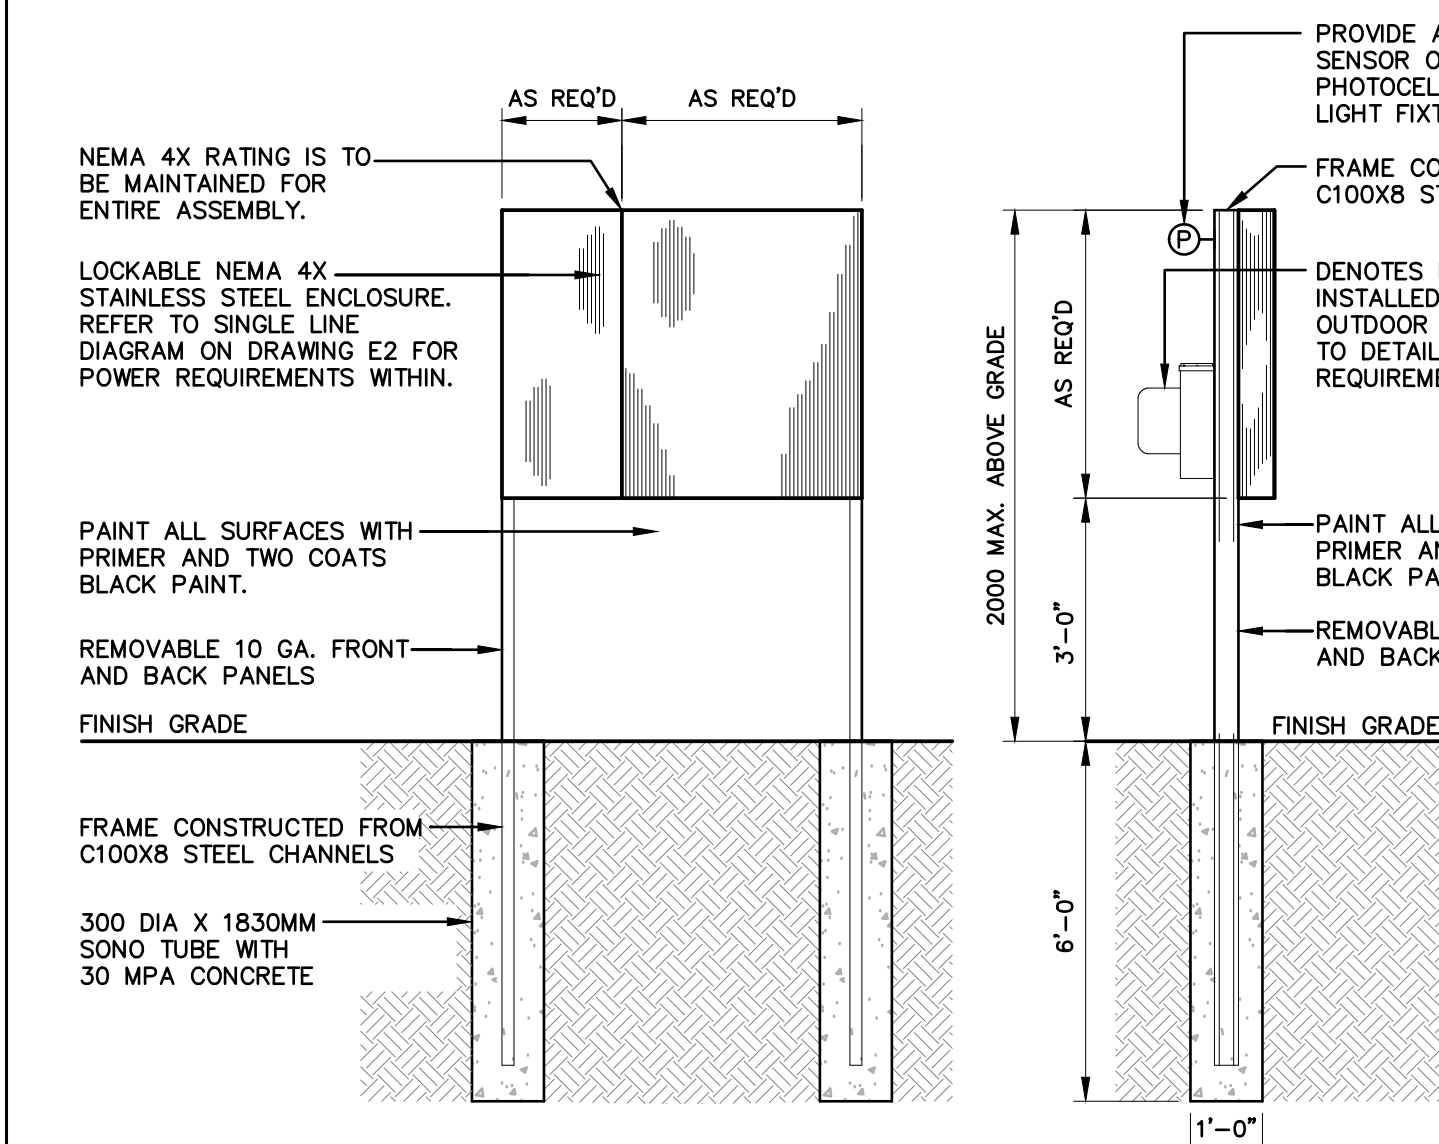 AS REQ'D
AS REQ'D
NEMA 4X RATING IS TO
BE MAINTAINED FOR
ENTIRE ASSEMBLY.
LOCKABLE NEMA 4X
STAINLESS STEEL ENCLOSURE.
REFER TO SINGLE LINE
DIAGRAM ON DRAWING E2 FOR
POWER REQUIREMENTS WITHIN.
PAINT ALL SURFACES WITH
PRIMER AND TWO COATS
BLACK PAINT.
REMOVABLE 10 GA. FRONT
AND BACK PANELS
FINISH GRADE
FRAME CONSTRUCTED FROM
C100X8 STEEL CHANNELS
300 DIA X 1830MM
SONO TUBE WITH
30 MPA CONCRETE
2000 MAX. ABOVE GRADE
AS REQ'D
3'-0"
6'-0"
1'-0"
P
PROVIDE A
SENSOR O
PHOTOCEL
LIGHT FIXT
FRAME CO
C100X8 ST
DENOTES
INSTALLED
OUTDOOR
TO DETAIL
REQUIREME
PAINT ALL
PRIMER AN
BLACK PA
REMOVABL
AND BACK
FINISH GRADE